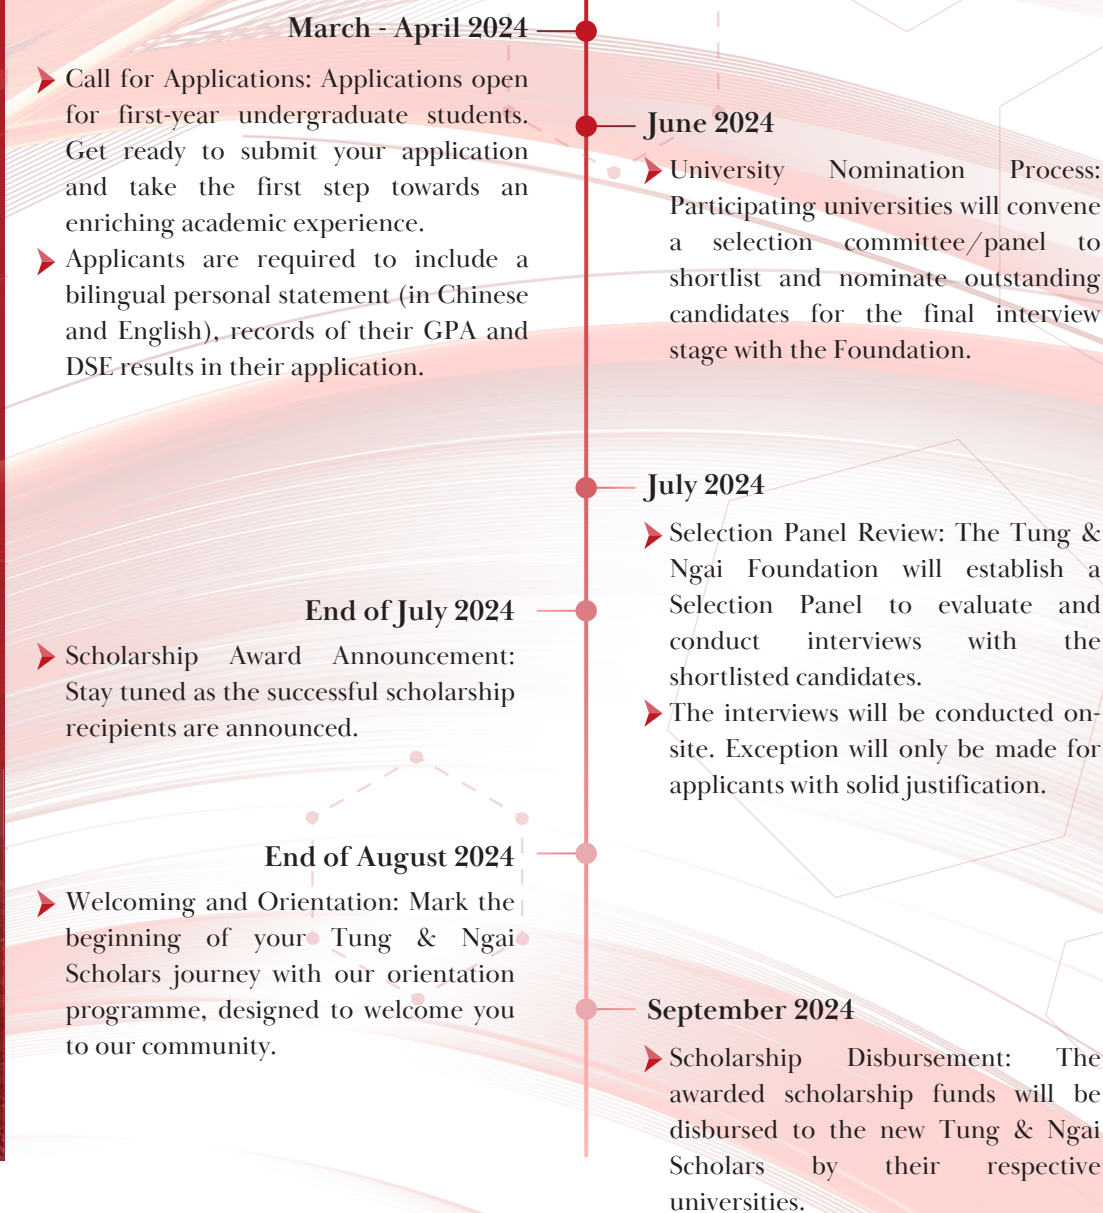 March - April 2024
Call for Applications: Applications open
for first-year undergraduate students.
Get ready to submit your application
and take the first step towards an
enriching academic experience.
Applicants are required to include a
bilingual personal statement (in Chinese
and English), records of their GPA and
DSE results in their application.
June 2024
University Nomination Process:
Participating universities will convene
a selection committee/panel to
shortlist and nominate outstanding
candidates for the final interview
stage with the Foundation.
July 2024
Selection Panel Review: The Tung &
Ngai Foundation will establish a
Selection Panel to evaluate and
conduct interviews with the
shortlisted candidates.
The interviews will be conducted on-
site. Exception will only be made for
applicants with solid justification.
End of July 2024
Scholarship Award Announcement:
Stay tuned as the successful scholarship
recipients are announced.
End of August 2024
Welcoming and Orientation: Mark the
beginning of your Tung & Ngai
Scholars journey with our orientation
programme, designed to welcome you
to our community.
September 2024
Scholarship Disbursement: The
awarded scholarship funds will be
disbursed to the new Tung & Ngai
Scholars by their respective
universities.